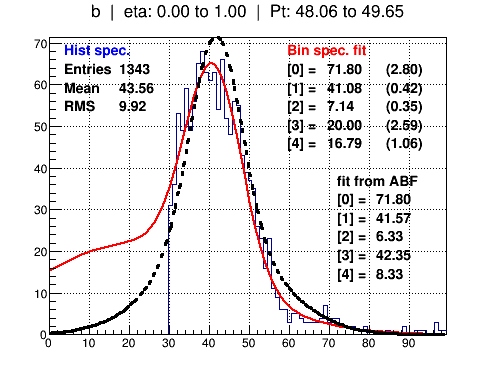 b | eta: 0.00 to 1.00 | Pt: 48.06 to 49.65
Hist spec.
Entries 1343
Mean 43.56
RMS 9.92
Bin spec. fit
[0] = 71.80 (2.80)
[1] = 41.08 (0.42)
[2] = 7.14 (0.35)
[3] = 20.00 (2.59)
[4] = 16.79 (1.06)
fit from ABF
[0] = 71.80
[1] = 41.57
[2] = 6.33
[3] = 42.35
[4] = 8.33
70
60
50
40
30
20
10
0
0 10 20 30 40 50 60 70 80 90